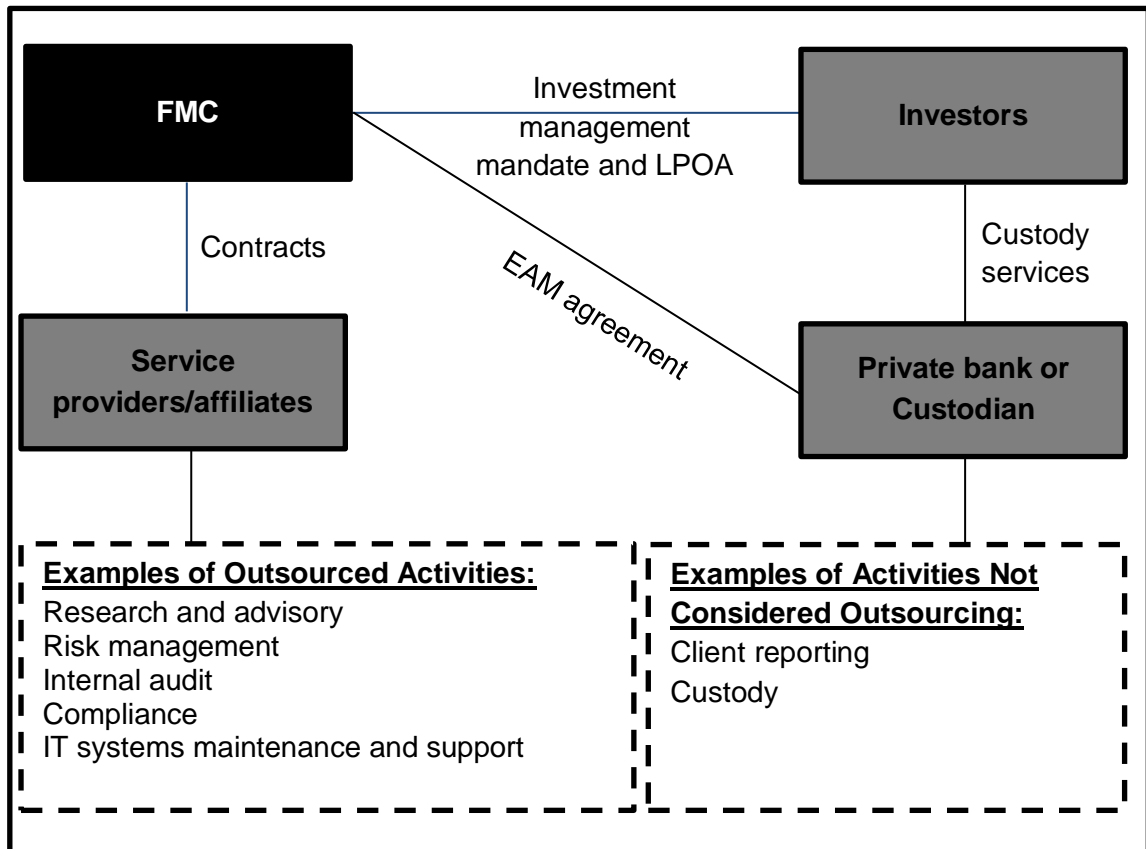 FMC
Investment
management
mandate and LPOA
Investors
Contracts
EAM agreement
Custody
services
Service
providers/affiliates
Private bank or
Custodian
Examples of Outsourced Activities:
Research and advisory
Risk management
Internal audit
Compliance
IT systems maintenance and support
Examples of Activities Not
Considered Outsourcing:
Client reporting
Custody